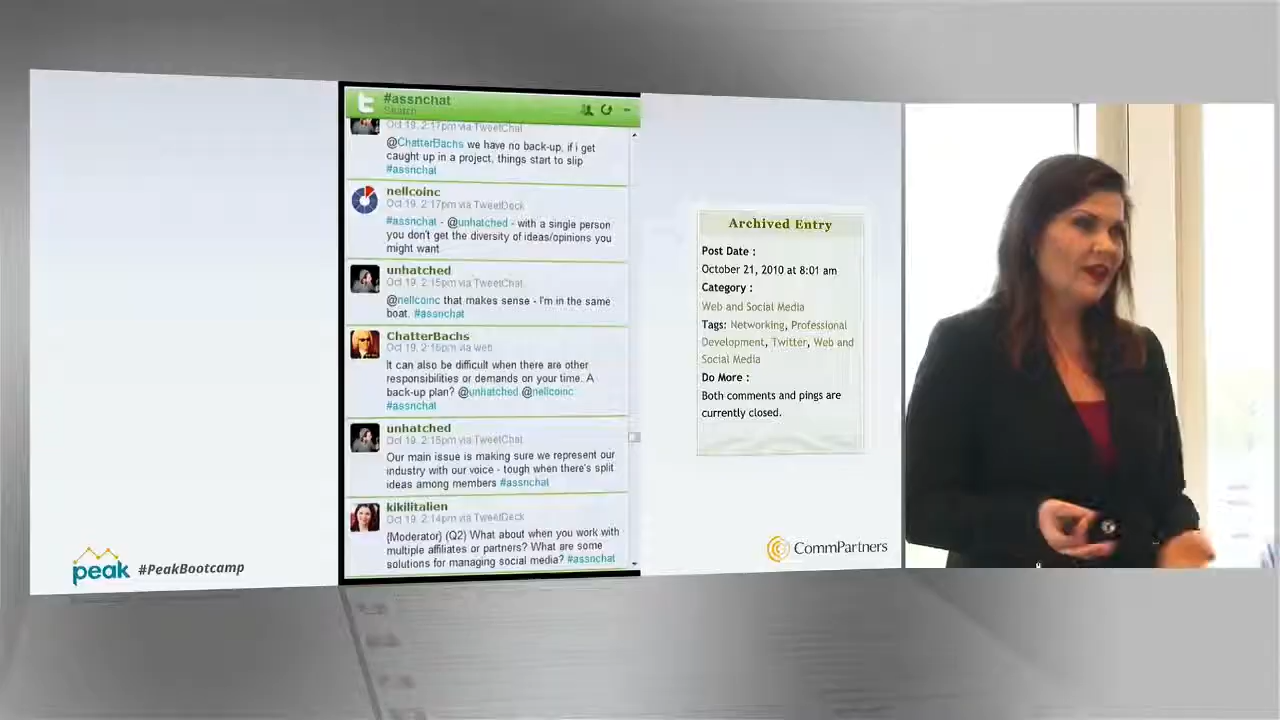 #assnchat
Search
Oct 19, 2:17pm via TweetChat
@ChatterBachs we have no back-up, if i get
caught up in a project, things start to slip
#assnchat
nellcoinc
Oct 19, 2:17pm via TweetDeck
#assnchat - @unhatched - with a single person
you don't get the diversity of ideas/opinions you
might want
unhatched
Oct 19, 2:15pm via TweetChat
@nellcoinc that makes sense - I'm in the same
boat. #assnchat
ChatterBachs
Oct 19, 2:15pm via web
It can also be difficult when there are other
responsibilities or demands on your time. A
back-up plan? @unhatched @nellcoinc
#assnchat
unhatched
Oct 19, 2:15pm via TweetChat
Our main issue is making sure we represent our
industry with our voice - tough when there's split
ideas among members #assnchat
kikilitalien
Oct 19, 2:14pm via TweetDeck
{Moderator} (Q2) What about when you work with
multiple affiliates or partners? What are some
solutions for managing social media? #assnchat
Archived Entry
Post Date :
October 21, 2010 at 8:01 am
Category :
Web and Social Media
Tags: Networking, Professional
Development, Twitter, Web and
Social Media
Do More :
Both comments and pings are
currently closed.
peak #PeakBootcamp
CommPartners